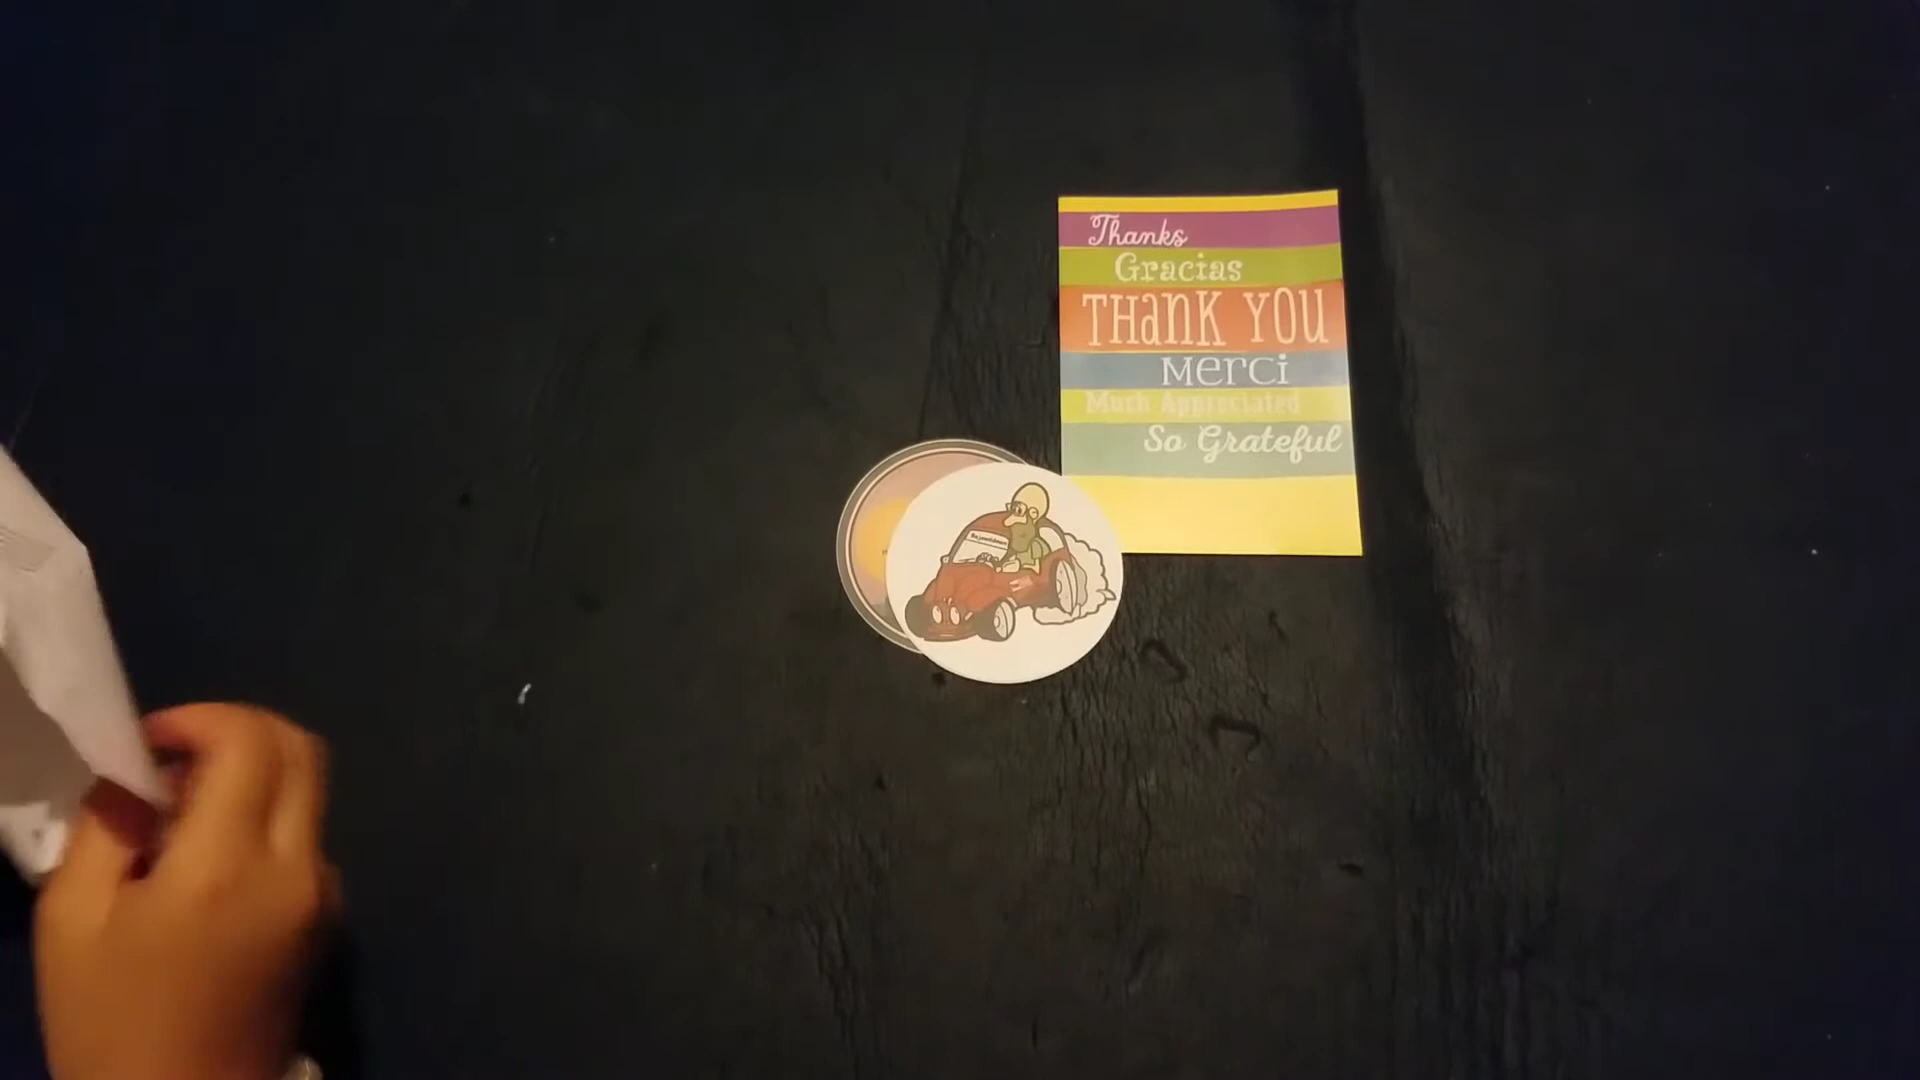 Thanks
Gracias
THanK YOU
Merci
Much Appreciated
So Grateful